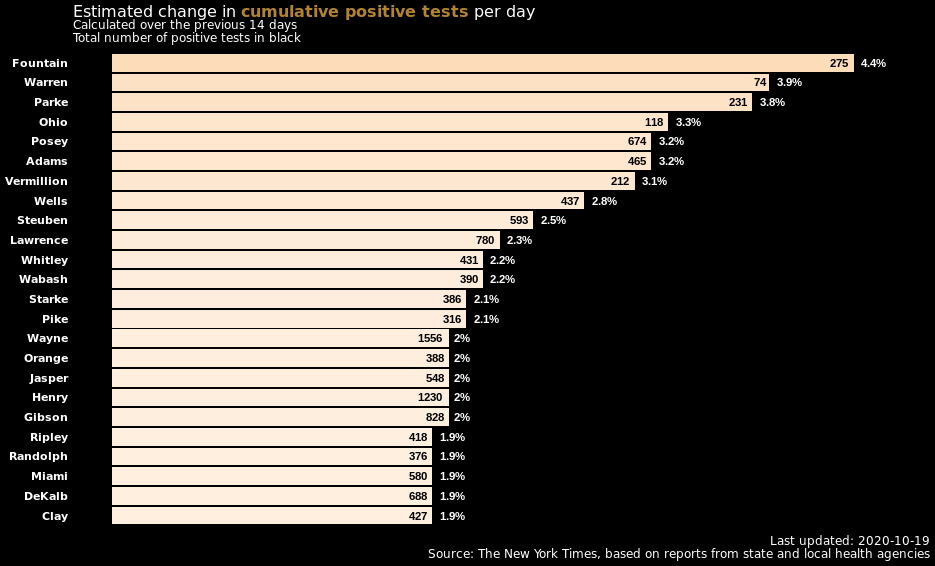 Estimated change in cumulative positive tests per day
Calculated over the previous 14 days
Total number of positive tests in black
Fountain 275 4.4%
Warren 74 3.9%
Parke 231 3.8%
Ohio 118 3.3%
Posey 674 3.2%
Adams 465 3.2%
Vermillion 212 3.1%
Wells 437 2.8%
Steuben 593 2.5%
Lawrence 780 2.3%
Whitley 431 2.2%
Wabash 390 2.2%
Starke 386 2.1%
Pike 316 2.1%
Wayne 1556 2%
Orange 388 2%
Jasper 548 2%
Henry 1230 2%
Gibson 828 2%
Ripley 418 1.9%
Randolph 376 1.9%
Miami 580 1.9%
DeKalb 688 1.9%
Clay 427 1.9%
Last updated: 2020-10-19
Source: The New York Times, based on reports from state and local health agencies